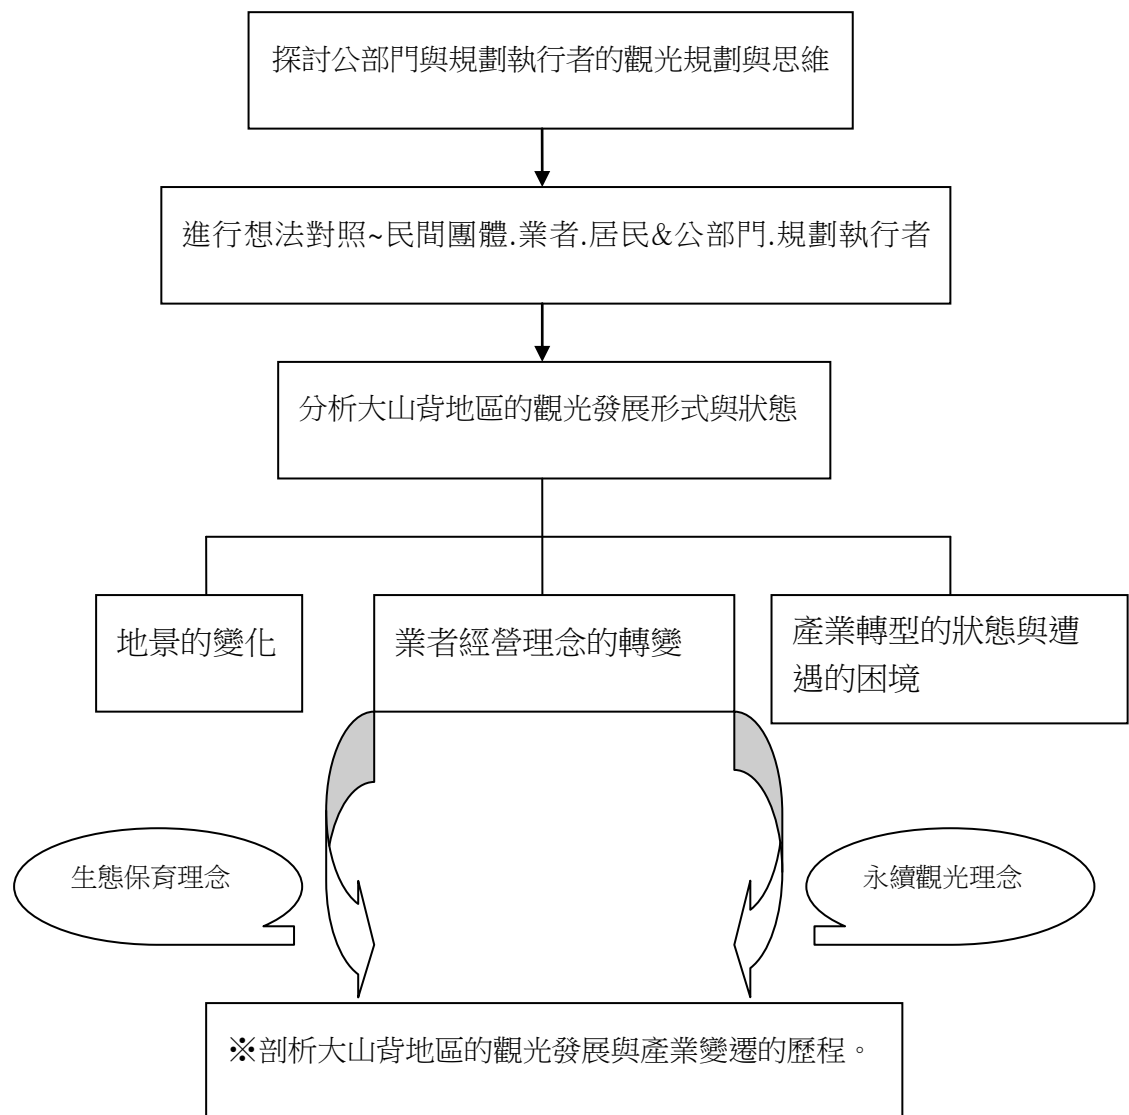 探討公部門與規劃執行者的觀光規劃與思維
進行想法對照~民間團體.業者.居民&公部門.規劃執行者
分析大山背地區的觀光發展形式與狀態
地景的變化
業者經營理念的轉變
產業轉型的狀態與遭
遇的困境
生態保育理念
永續觀光理念
※剖析大山背地區的觀光發展與產業變遷的歷程。